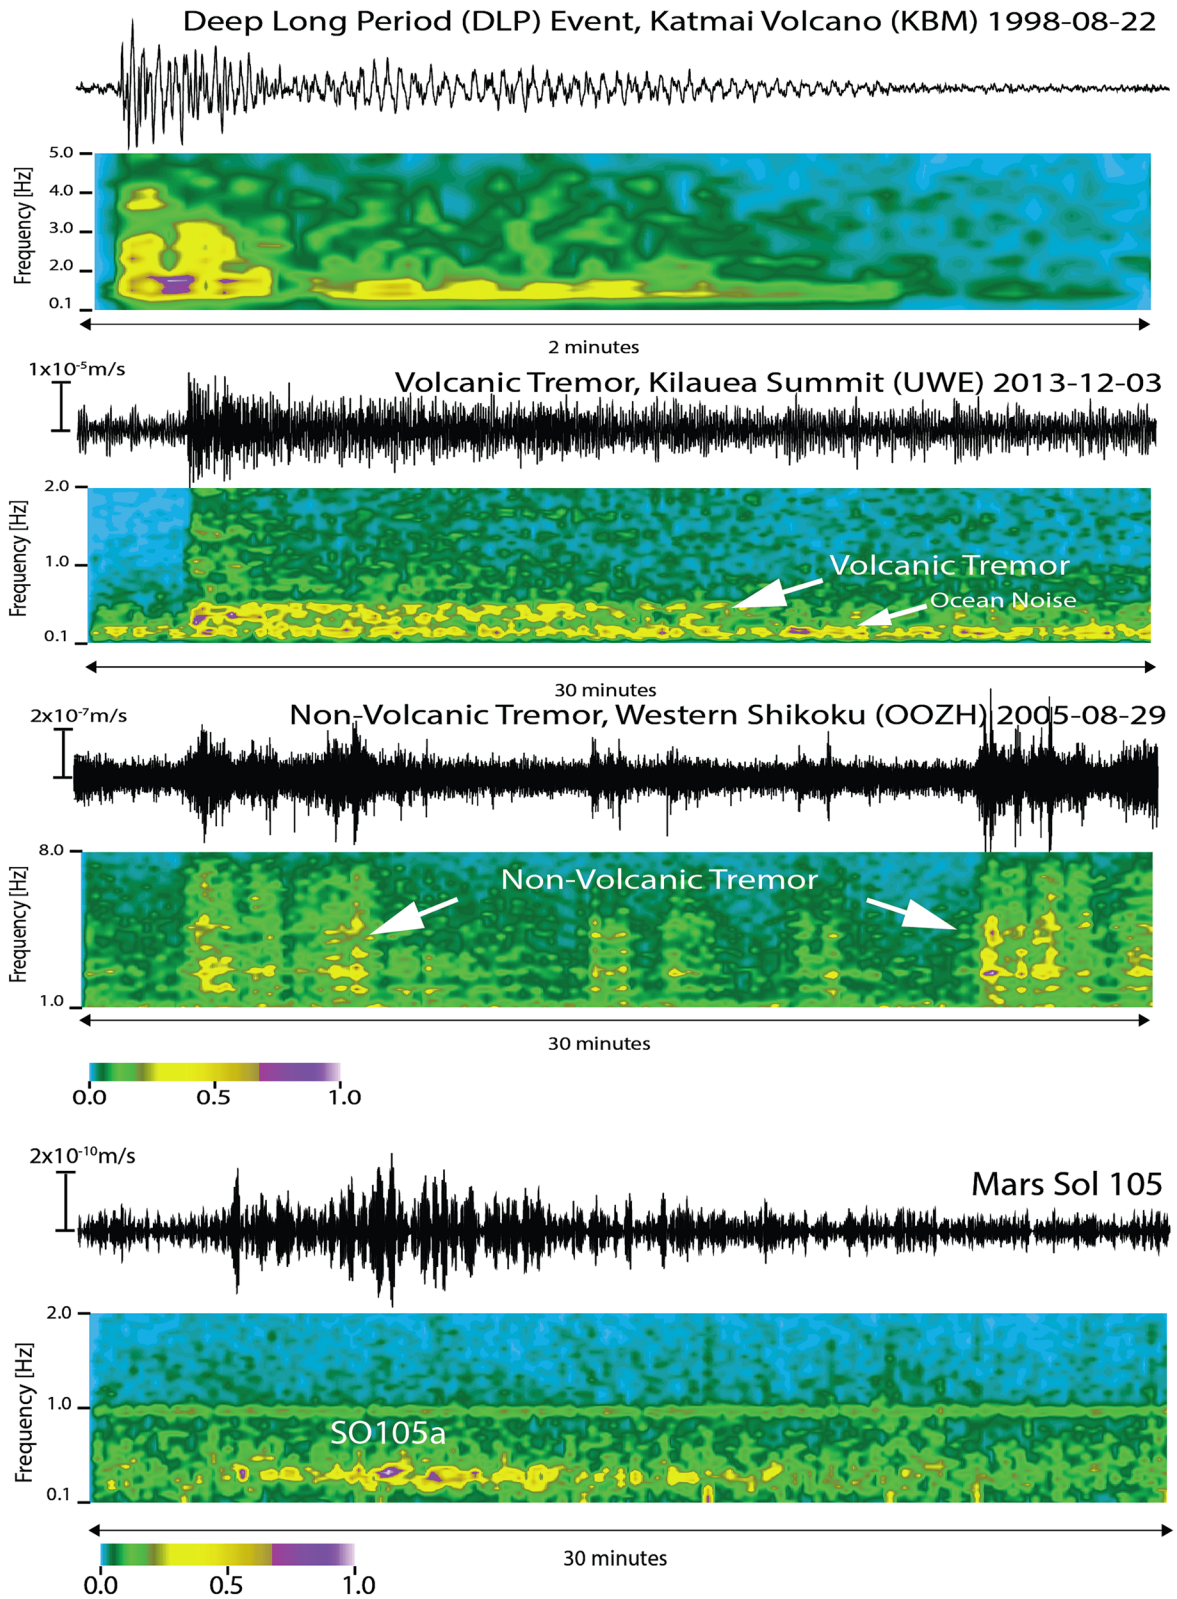 Deep Long Period (DLP) Event, Katmai Volcano (KBM) 1998-08-22
Frequency [Hz]
5.0
4.0
3.0
2.0
0.1
2 minutes
1x10-5m/s
Volcanic Tremor, Kilauea Summit (UWE) 2013-12-03
Frequency [Hz]
2.0
1.0
0.1
Volcanic Tremor
Ocean Noise
30 minutes
2x10-7m/s
Non-Volcanic Tremor, Western Shikoku (OOZH) 2005-08-29
Frequency [Hz]
8.0
1.0
Non-Volcanic Tremor
30 minutes
0.0 0.5 1.0
2x10-10m/s
Mars Sol 105
Frequency [Hz]
2.0
1.0
0.1
SO105a
30 minutes
0.0 0.5 1.0